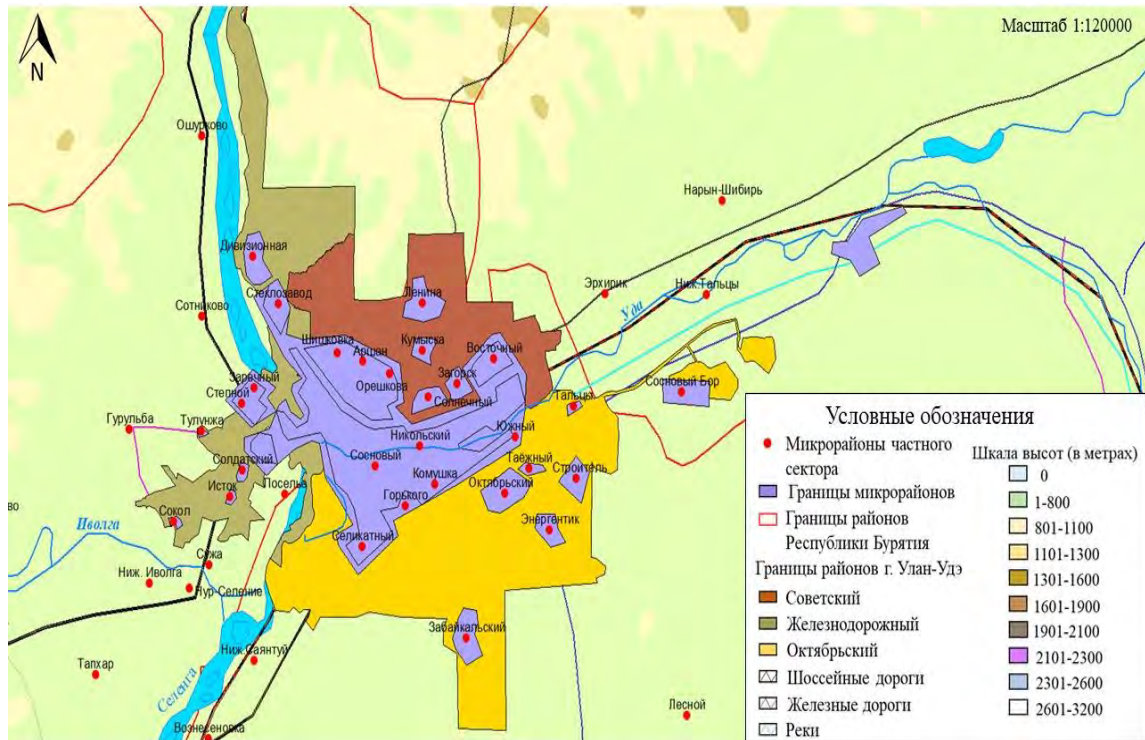 Масштаб 1:120000
N
Ошурково
Нарын-Шибирь
Дивизионная
Стеклозавод
Ленина
Эрхирик
Ниж.Тальцы
Уда
Сотниково
Шишковка
Аршан
Кумыска
Восточный
Орешкова
Загорск
Солнечный
Заречный
Степной
Сосновый Бор
Тальцы
Гурульба
Тулунжа
Никольский
Южный
Сосновый
Солдатский
Таёжный
Строитель
Комушка
Октябрьский
Исток
Поселье
Горького
Сокол
Энергентик
во
Иволга
Селикатный
Сужа
Ниж. Иволга
Нур-Селение
Забайкальский
Ниж.Саянтуй
Тапхар
Селенга
Лесной
Вознесеновка
Условные обозначения
Микрорайоны частного
сектора
Границы микрорайонов
Границы районов
Республики Бурятия
Границы районов г. Улан-Удэ
Советский
Железнодорожный
Октябрьский
Шоссейные дороги
Железные дороги
Реки
Шкала высот (в метрах)
0
1-800
801-1100
1101-1300
1301-1600
1601-1900
1901-2100
2101-2300
2301-2600
2601-3200